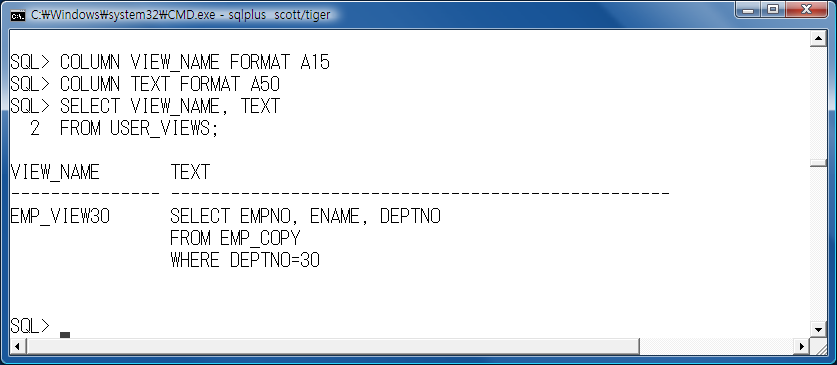 C:₩Windows₩system32₩CMD.exe - sqlplus  scott/tiger
SQL> COLUMN VIEW_NAME FORMAT A15
SQL> COLUMN TEXT FORMAT A50
SQL> SELECT VIEW_NAME, TEXT
  2  FROM USER_VIEWS;
VIEW_NAME       TEXT
--------------- --------------------------------------------------
EMP_VIEW30      SELECT EMPNO, ENAME, DEPTNO
                FROM EMP_COPY
                WHERE DEPTNO=30
SQL>